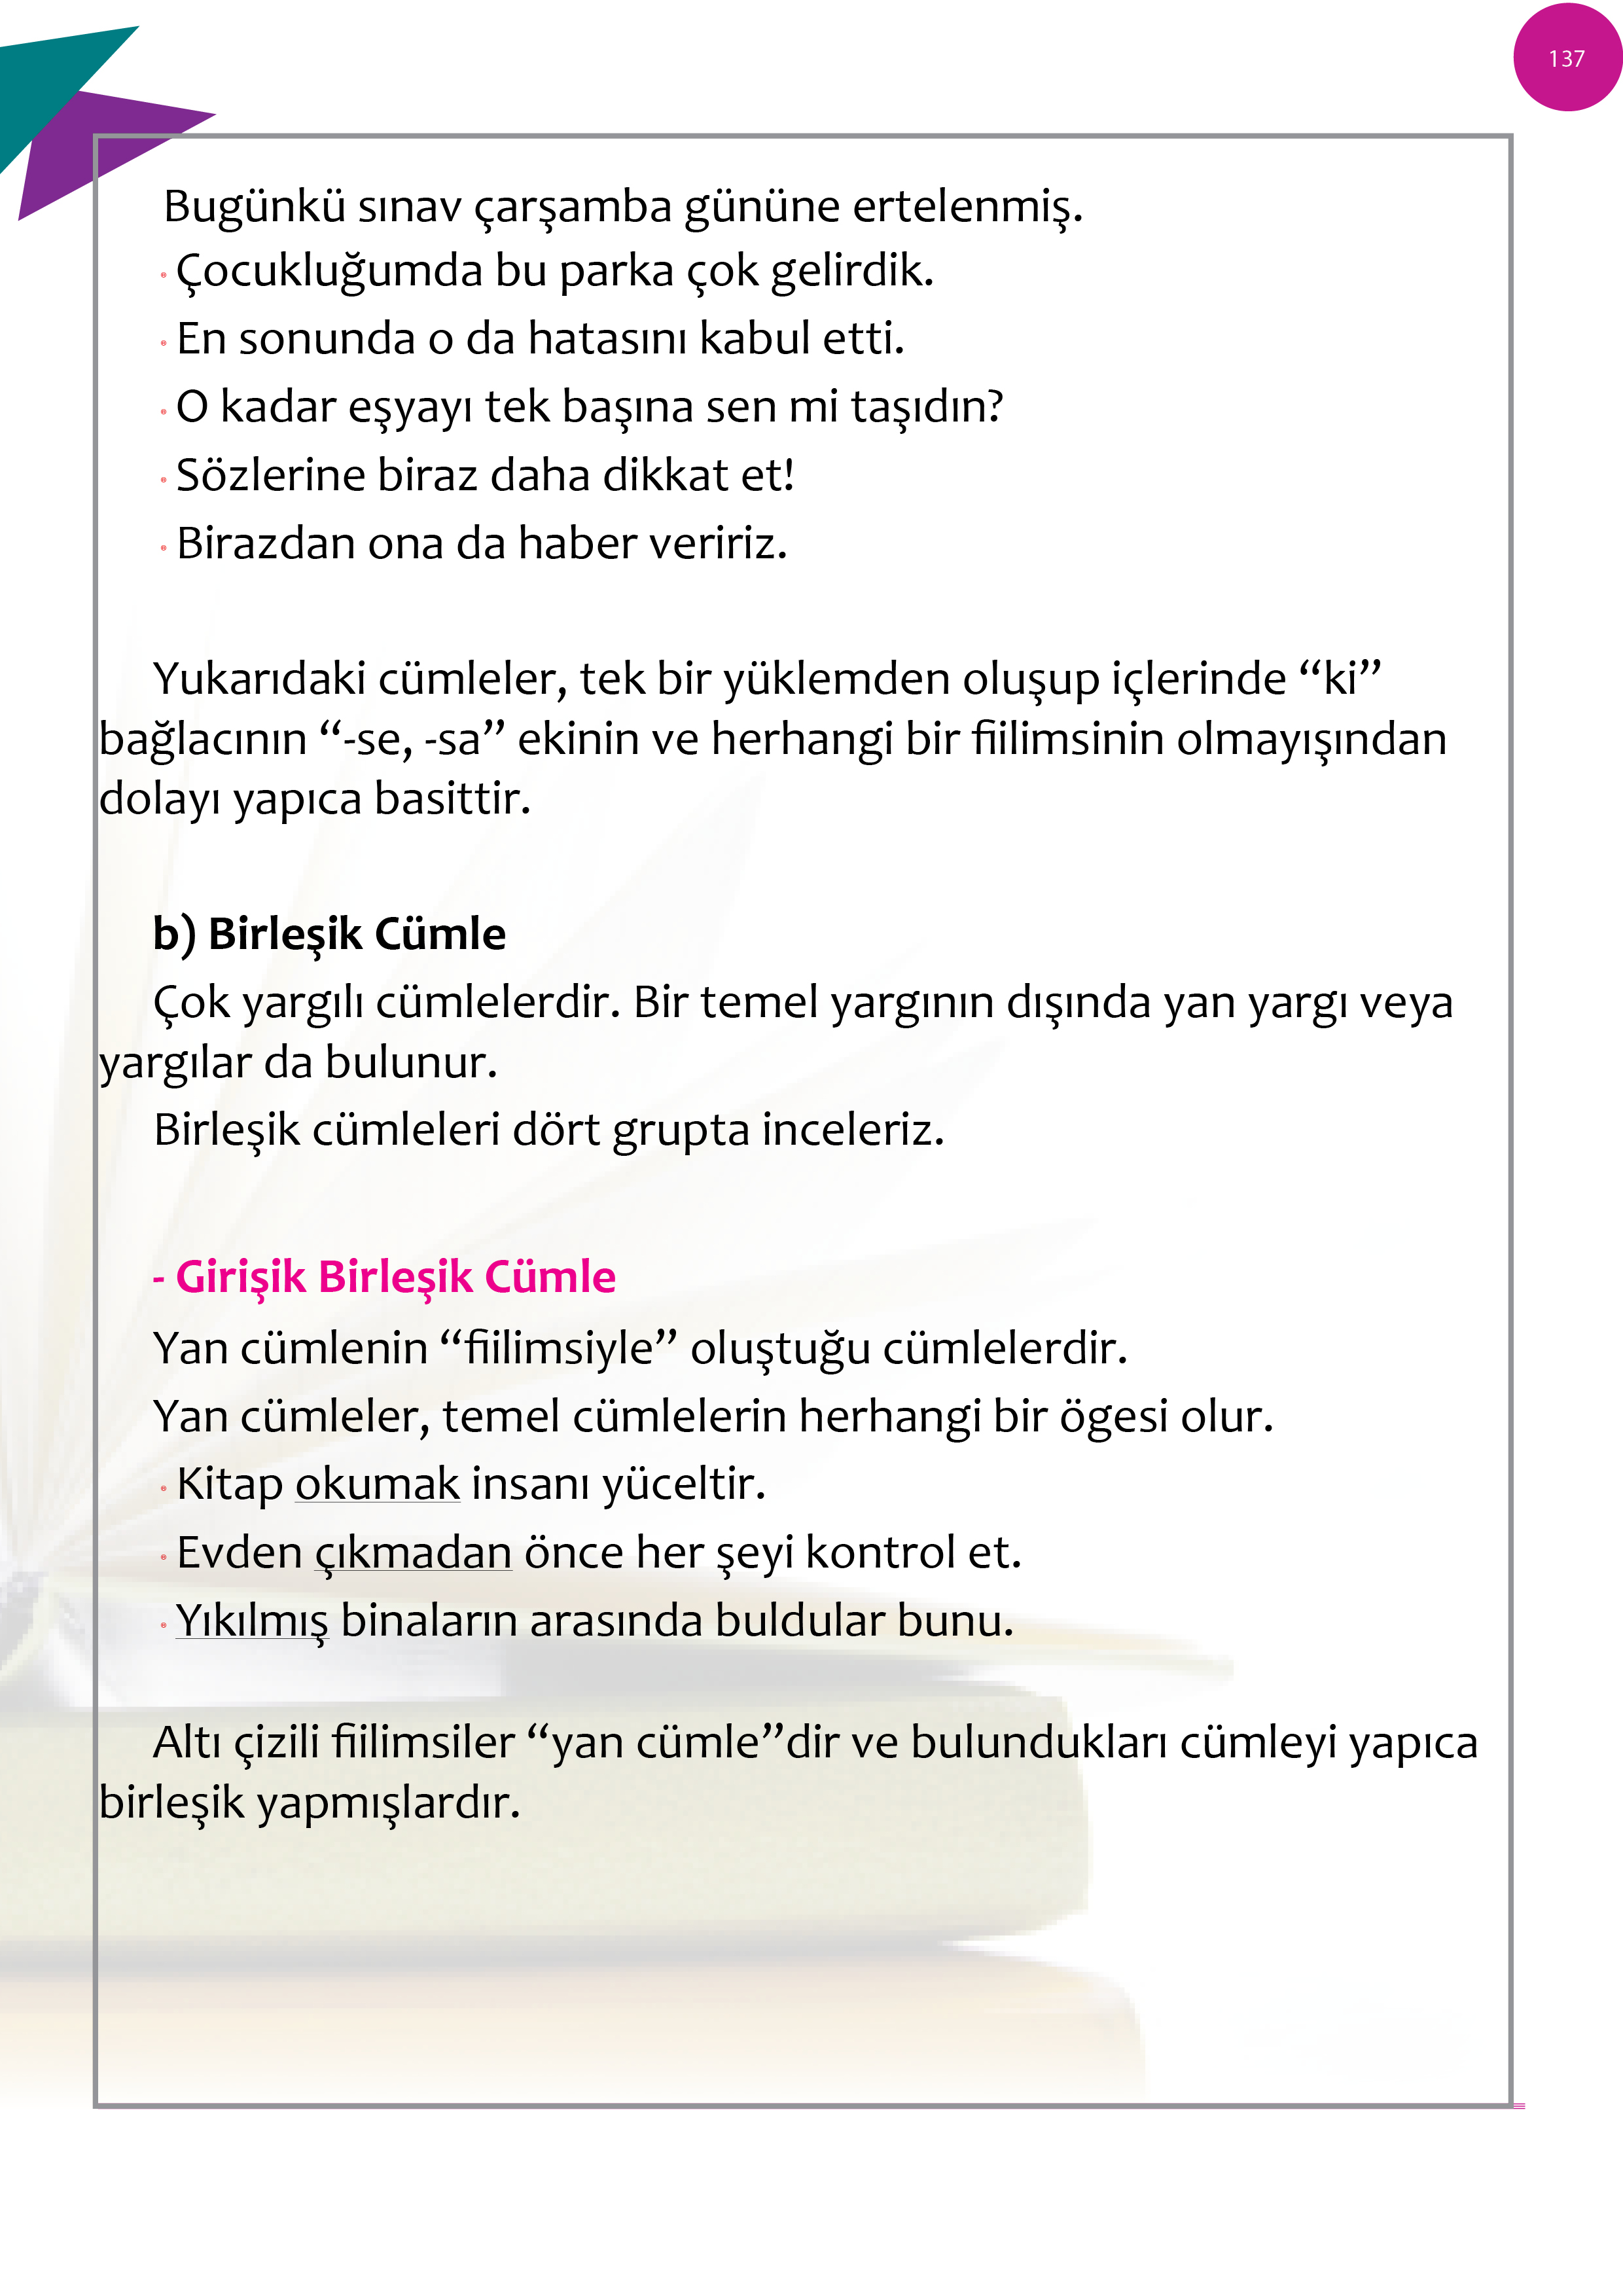 137
Bugünkü sınav çarşamba gününe ertelenmiş.
• Çocukluğumda bu parka çok gelirdik.
• En sonunda o da hatasını kabul etti.
• O kadar eşyayı tek başına sen mi taşıdın?
• Sözlerine biraz daha dikkat et!
• Birazdan ona da haber veririz.
Yukarıdaki cümleler, tek bir yüklemden oluşup içlerinde “ki”
bağlacının “-se, -sa” ekinin ve herhangi bir fiilimsinin olmayışından
dolayı yapıca basittir.
b) Birleşik Cümle
Çok yargılı cümlelerdir. Bir temel yargının dışında yan yargı veya
yargılar da bulunur.
Birleşik cümleleri dört grupta inceleriz.
- Girişik Birleşik Cümle
Yan cümlenin “fiilimsiyle” oluştuğu cümlelerdir.
Yan cümleler, temel cümlelerin herhangi bir ögesi olur.
• Kitap okumak insanı yüceltir.
• Evden çıkmadan önce her şeyi kontrol et.
• Yıkılmış binaların arasında buldular bunu.
Altı çizili fiilimsiler “yan cümle”dir ve bulundukları cümleyi yapıca
birleşik yapmışlardır.